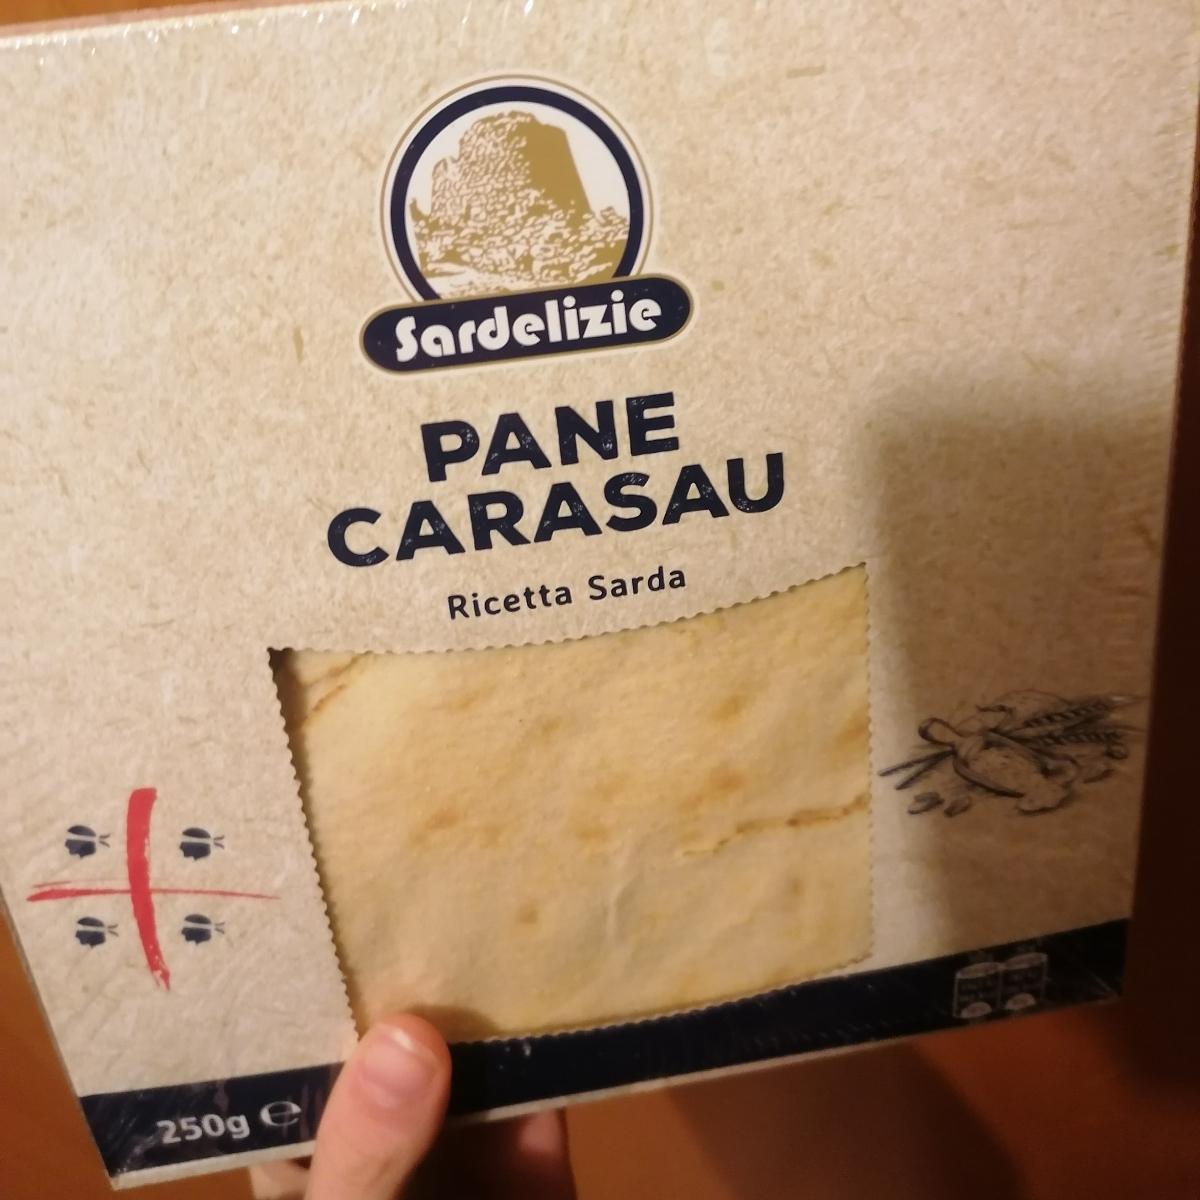 Sardelizie
PANE
CARASAU
Ricetta Sarda
250g ℮